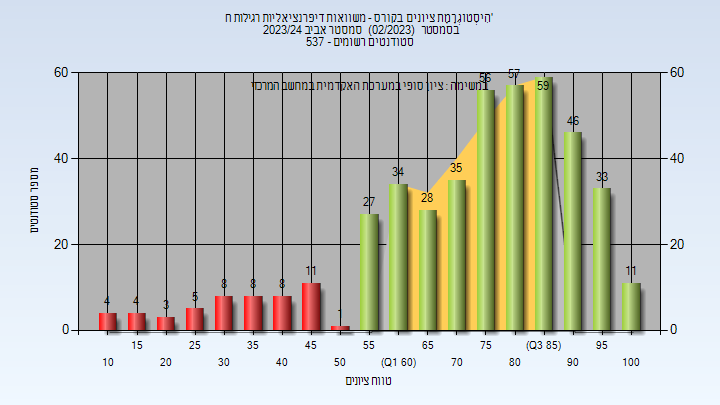 היסטוגרמת ציונים בקורס - משוואות דיפרנציאליות רגילות ח'
בסמסטר (02/2023) סמסטר אביב 2023/24
סטודנטים רשומים - 537
במשימה : ציון סופי במערכת האקדמית במחשב המרכזי
60 60
40 40
20 20
0 0
מספר סטודנטים
4 4 3 5 8 8 8 11 1 27 34 28 35 56 57 59 46 33 11
15 25 35 45 55 65 75 (Q3 85) 95
10 20 30 40 50 (Q1 60) 70 80 90 100
טווח ציונים